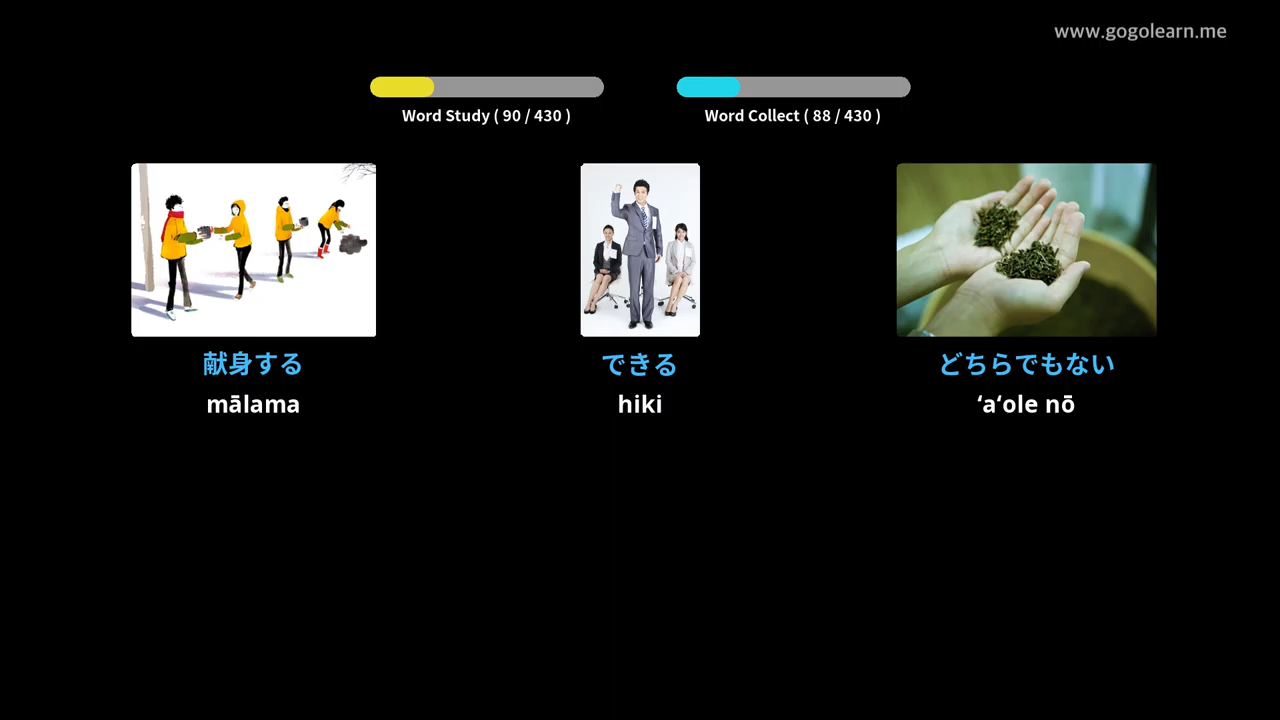 www.gogolearn.me
Word Study ( 90 / 430 )
Word Collect ( 88 / 430 )
献身する
mālama
できる
hiki
どちらでもない
ʻaʻole nō